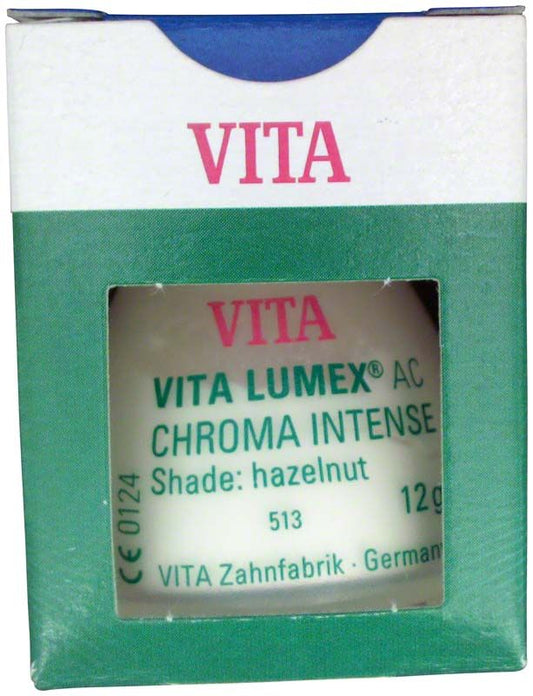 VITA
VITA
VITA LUMEX® AC
CHROMA INTENSE
Shade: hazelnut
513
12g
VITA Zahnfabrik · German
CE 0124